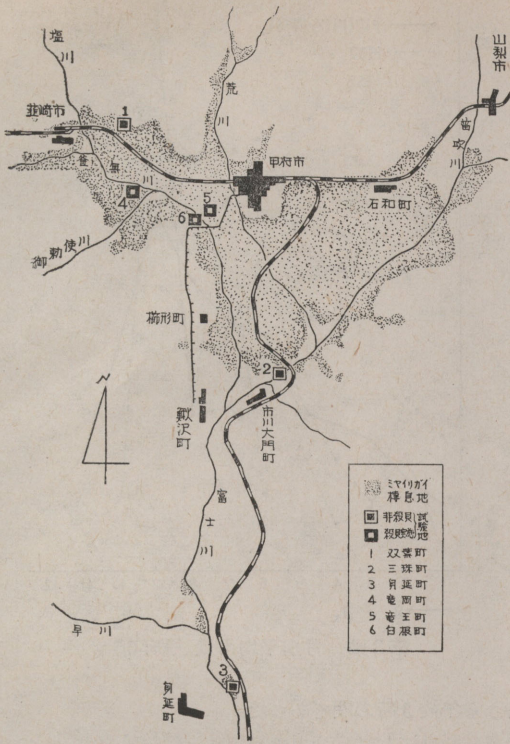 塩川
荒川
山梨市
韮崎市
1
釜無川
甲府市
笛吹川
4
5
6
石和町
御勅使川
櫛形町
N
2
鰍沢町
市川大門町
富士川
早川
3
身延町
ミヤイリガイ
棲息地
非殺貝地
殺貝地
試験地
1 双葉町
2 三珠町
3 身延町
4 竜岡町
5 竜王町
6 白根町